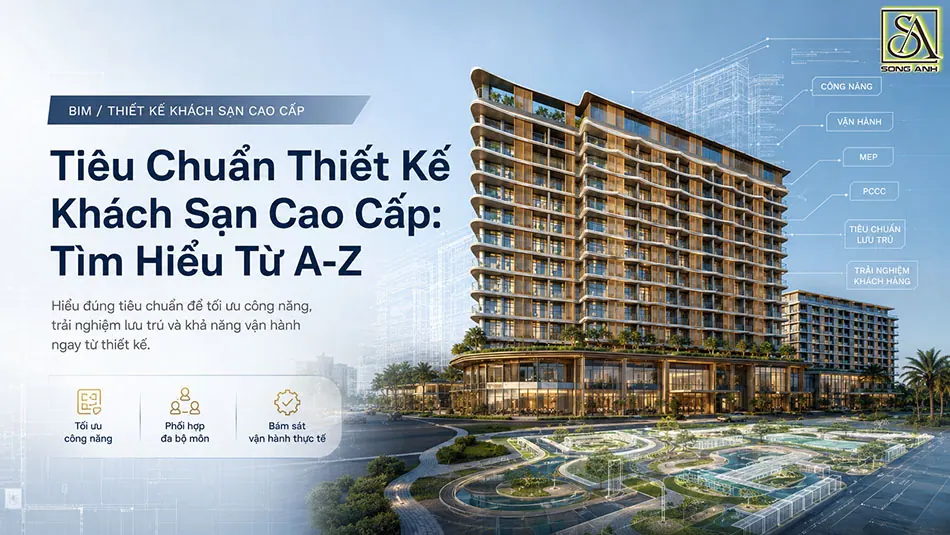 SA
SONG ANH
BIM / THIẾT KẾ KHÁCH SẠN CAO CẤP
Tiêu Chuẩn Thiết Kế
Khách Sạn Cao Cấp:
Tìm Hiểu Từ A-Z
Hiểu đúng tiêu chuẩn để tối ưu công năng,
trải nghiệm lưu trú và khả năng vận hành
ngay từ thiết kế.
Tối ưu
công năng
Phối hợp
đa bộ môn
Bám sát
vận hành thực tế
CÔNG NĂNG
VẬN HÀNH
MEP
PCCC
TIÊU CHUẨN
LƯU TRÚ
TRẢI NGHIỆM
KHÁCH HÀNG